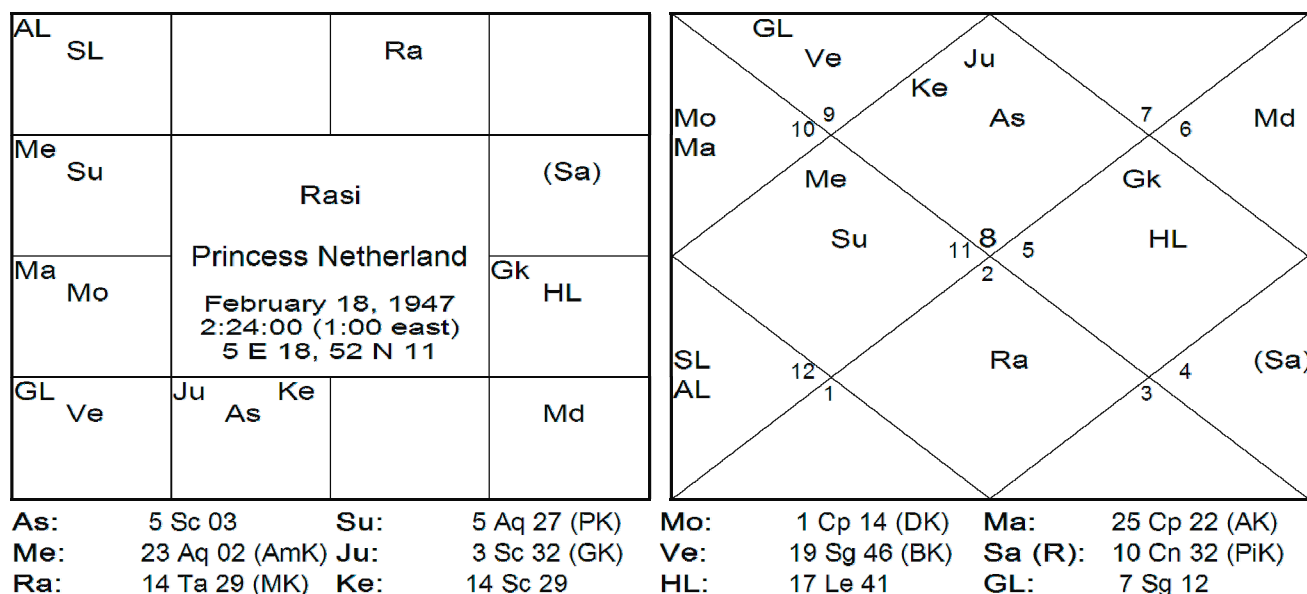 AL
SL
Ra
Me
Su
(Sa)
Rasi
Princess Netherland
February 18, 1947
2:24:00 (1:00 east)
5 E 18, 52 N 11
Ma
Mo
Gk
HL
GL
Ve
Ju Ke
As
Md
GL
Ve
Ju
Ke
As
Mo
Ma
10 9
7 6
Md
Me
Su
Gk
HL
11 8 5
2
SL
AL
12
1
Ra
4
3
(Sa)
As: 5 Sc 03 Su: 5 Aq 27 (PK) Mo: 1 Cp 14 (DK) Ma: 25 Cp 22 (AK)
Me: 23 Aq 02 (AmK) Ju: 3 Sc 32 (GK) Ve: 19 Sg 46 (BK) Sa (R): 10 Cn 32 (PiK)
Ra: 14 Ta 29 (MK) Ke: 14 Sc 29 HL: 17 Le 41 GL: 7 Sg 12